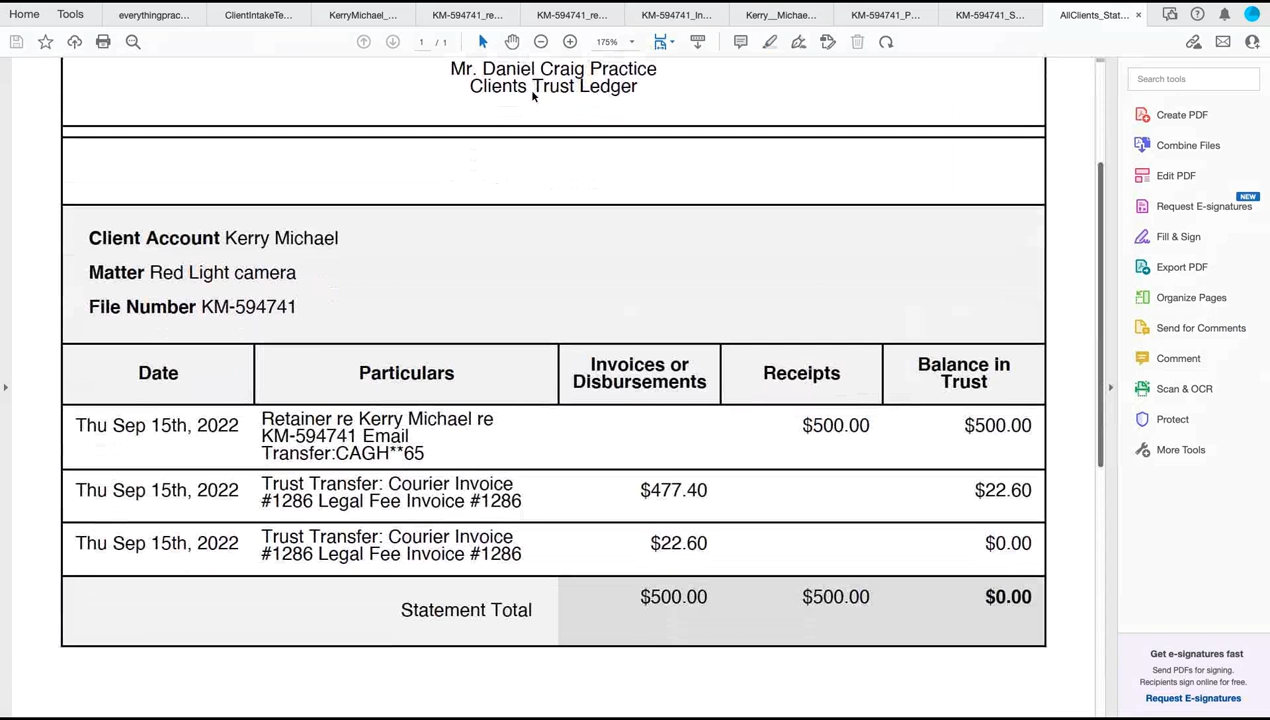 Home
Tools
everythingprac...
ClientIntakeTe...
KerryMichael_...
KM-594741_re...
KM-594741_re...
KM-594741_In...
Kerry__Michae...
KM-594741_P...
KM-594741_S...
AllClients_Stat...
1 / 1
175%
Mr. Daniel Craig Practice
Clients Trust Ledger
Client Account Kerry Michael
Matter Red Light camera
File Number KM-594741
Date
Particulars
Invoices or
Disbursements
Receipts
Balance in
Trust
Thu Sep 15th, 2022
Retainer re Kerry Michael re
KM-594741 Email
Transfer:CAGH**65
$500.00
$500.00
Thu Sep 15th, 2022
Trust Transfer: Courier Invoice
#1286 Legal Fee Invoice #1286
$477.40
$22.60
Thu Sep 15th, 2022
Trust Transfer: Courier Invoice
#1286 Legal Fee Invoice #1286
$22.60
$0.00
Statement Total
$500.00
$500.00
$0.00
Search tools
Create PDF
Combine Files
Edit PDF
NEW
Request E-signatures
Fill & Sign
Export PDF
Organize Pages
Send for Comments
Comment
Scan & OCR
Protect
More Tools
Get e-signatures fast
Send PDFs for signing.
Recipients sign online for free.
Request E-signatures